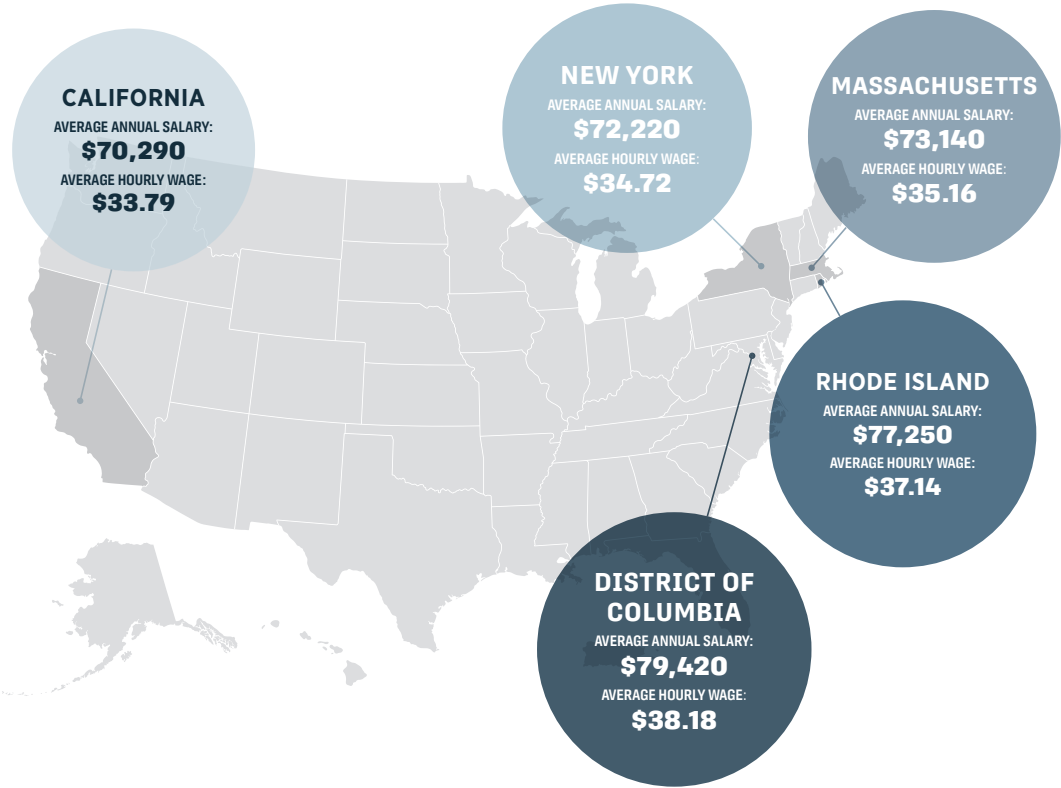 CALIFORNIA
AVERAGE ANNUAL SALARY:
$70,290
AVERAGE HOURLY WAGE:
$33.79
NEW YORK
AVERAGE ANNUAL SALARY:
$72,220
AVERAGE HOURLY WAGE:
$34.72
MASSACHUSETTS
AVERAGE ANNUAL SALARY:
$73,140
AVERAGE HOURLY WAGE:
$35.16
RHODE ISLAND
AVERAGE ANNUAL SALARY:
$77,250
AVERAGE HOURLY WAGE:
$37.14
DISTRICT OF
COLUMBIA
AVERAGE ANNUAL SALARY:
$79,420
AVERAGE HOURLY WAGE:
$38.18